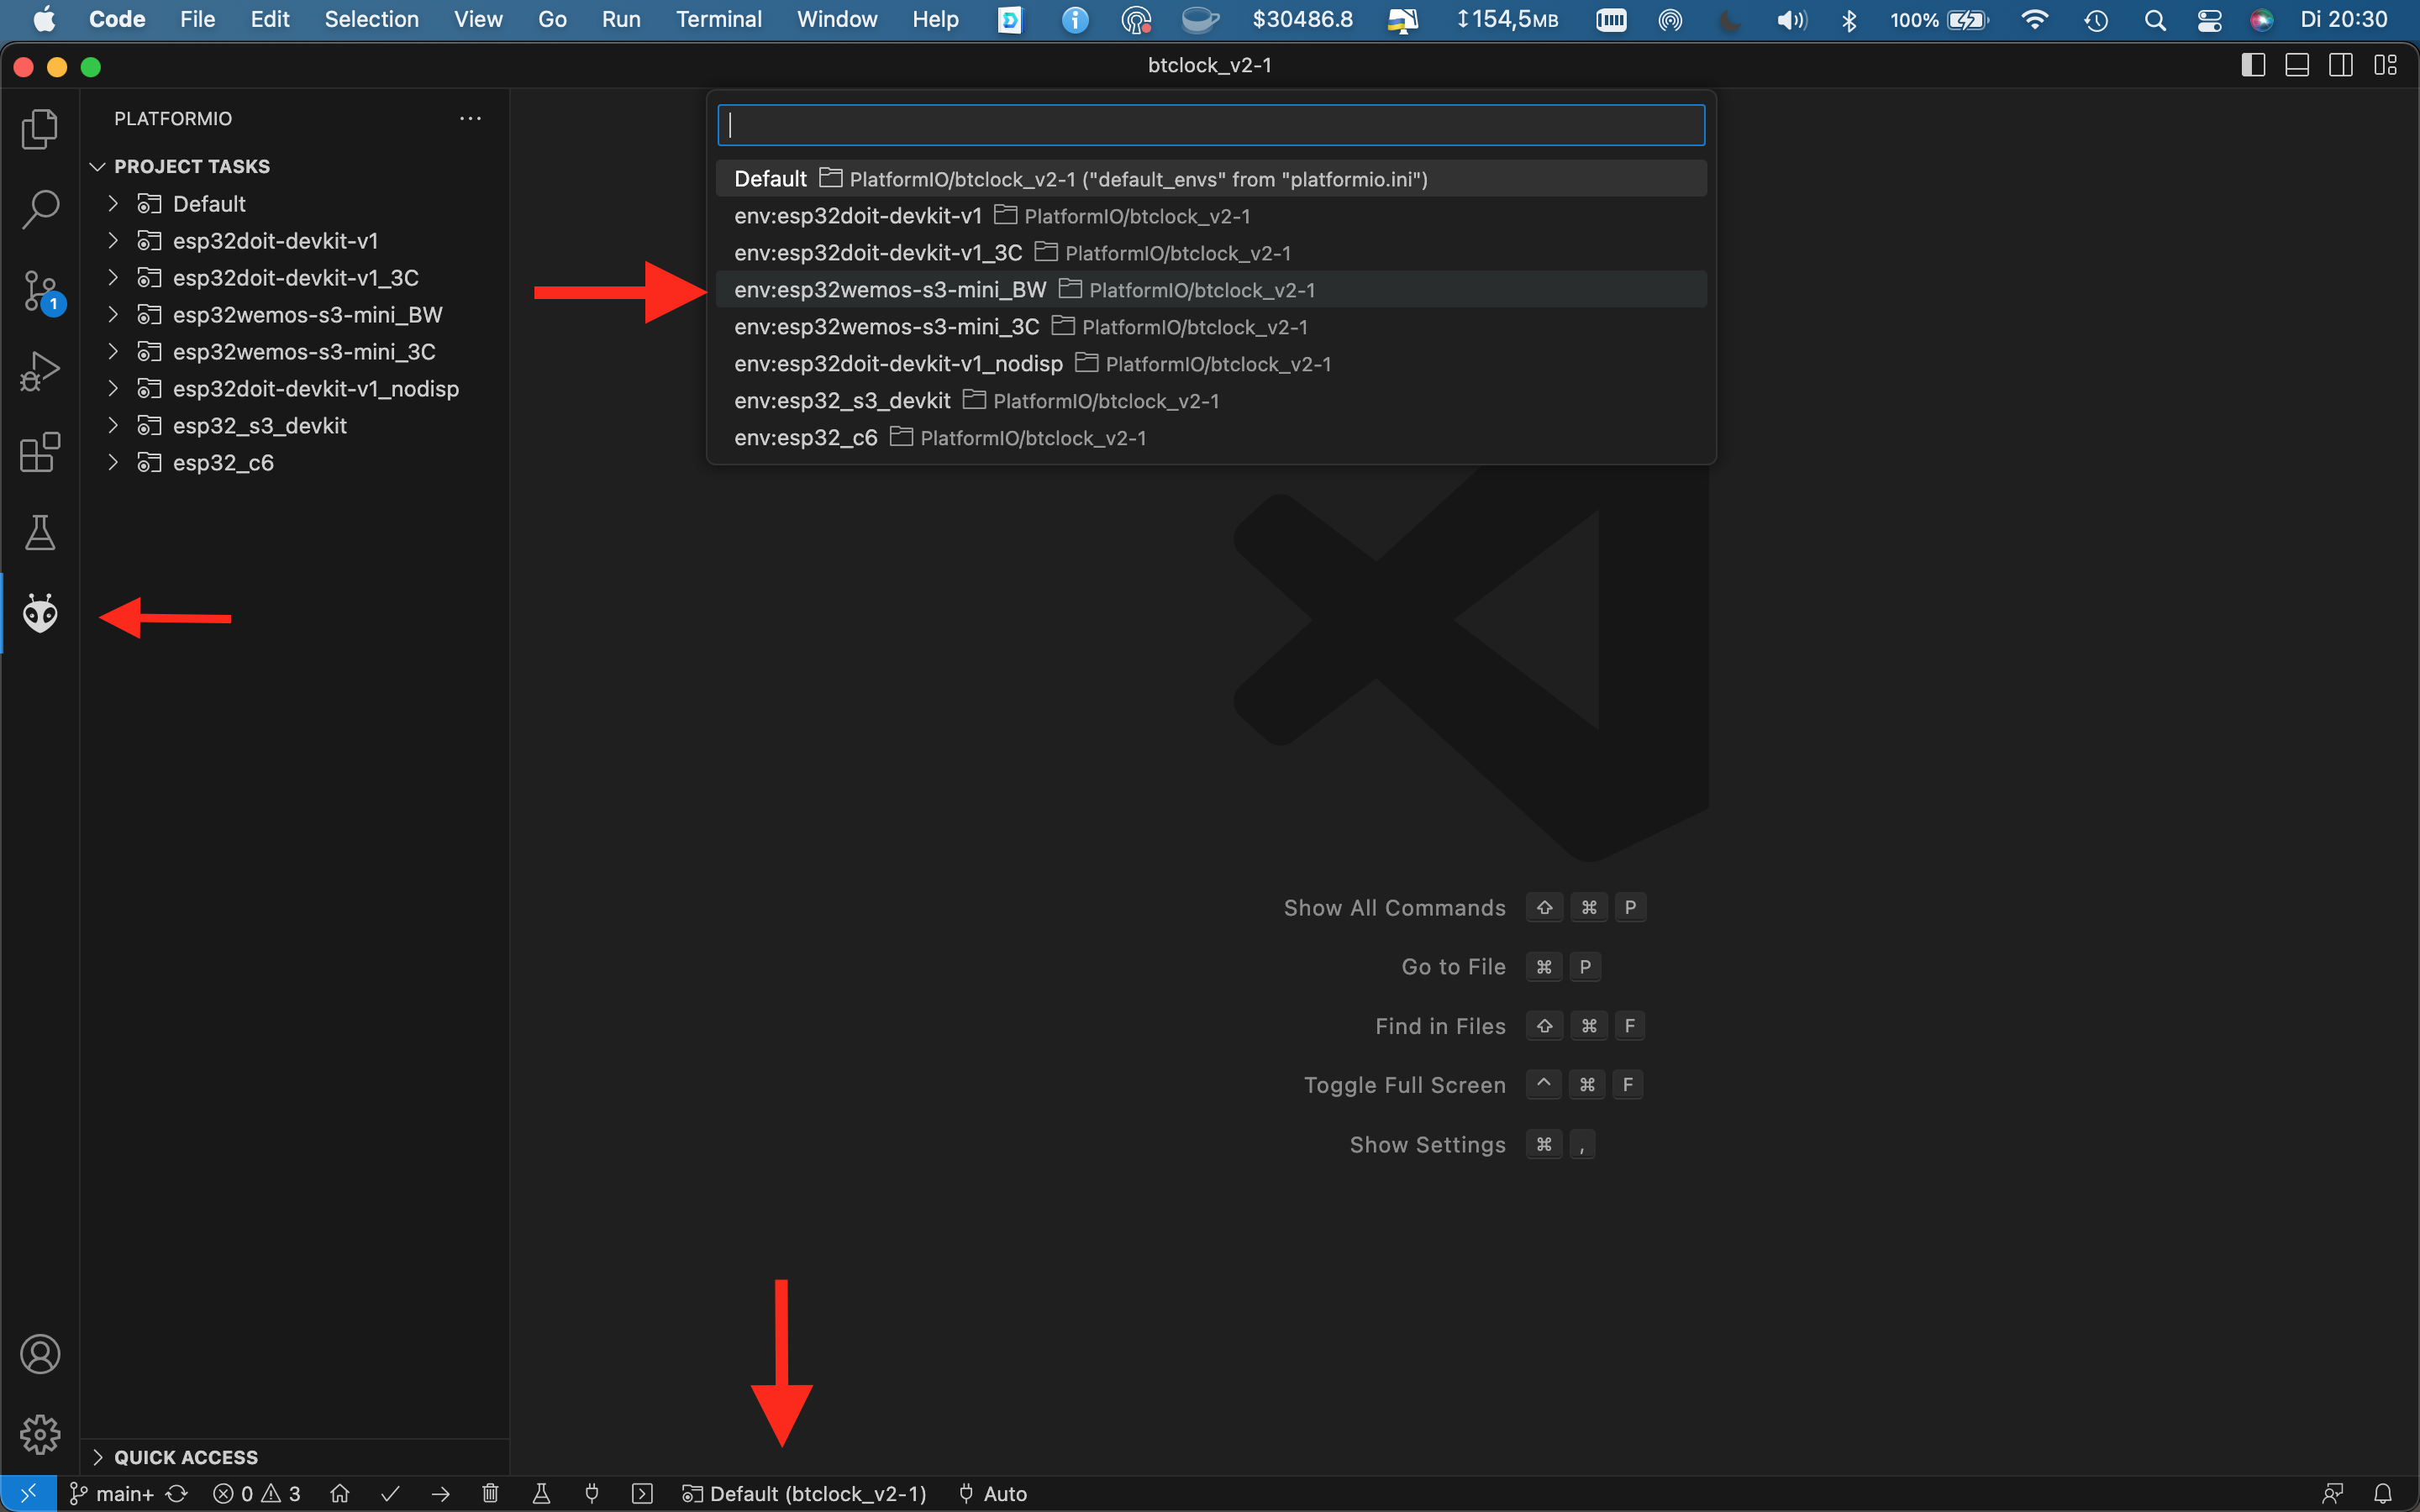 Code File Edit Selection View Go Run Terminal Window Help $30486.8 ↕154,5MB 100% Di 20:30
btclock_v2-1
PLATFORMIO
PROJECT TASKS
Default
esp32doit-devkit-v1
esp32doit-devkit-v1_3C
esp32wemos-s3-mini_BW
esp32wemos-s3-mini_3C
esp32doit-devkit-v1_nodisp
esp32_s3_devkit
esp32_c6
1
Default PlatformIO/btclock_v2-1 ("default_envs" from "platformio.ini")
env:esp32doit-devkit-v1 PlatformIO/btclock_v2-1
env:esp32doit-devkit-v1_3C PlatformIO/btclock_v2-1
env:esp32wemos-s3-mini_BW PlatformIO/btclock_v2-1
env:esp32wemos-s3-mini_3C PlatformIO/btclock_v2-1
env:esp32doit-devkit-v1_nodisp PlatformIO/btclock_v2-1
env:esp32_s3_devkit PlatformIO/btclock_v2-1
env:esp32_c6 PlatformIO/btclock_v2-1
Show All Commands ⇧ ⌘ P
Go to File ⌘ P
Find in Files ⇧ ⌘ F
Toggle Full Screen ^ ⌘ F
Show Settings ⌘ ,
QUICK ACCESS
main+ 0 3 Default (btclock_v2-1) Auto